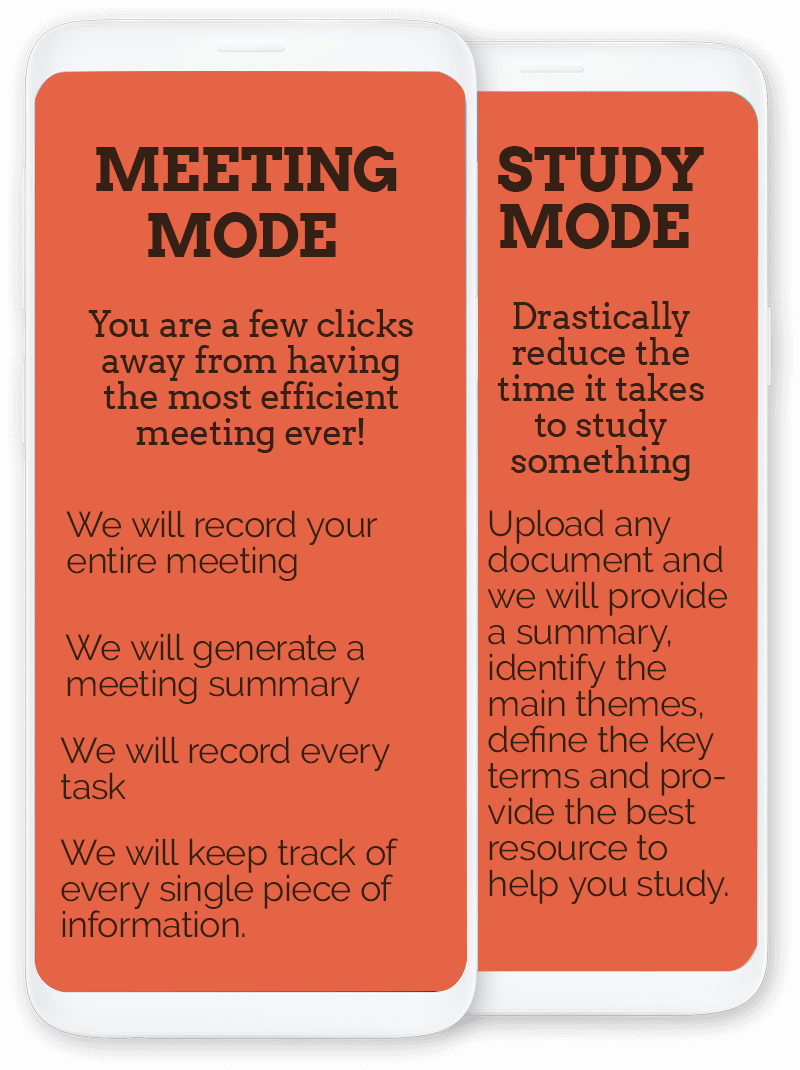 MEETING
MODE
You are a few clicks
away from having
the most efficient
meeting ever!
We will record your
entire meeting
We will generate a
meeting summary
We will record every
task
We will keep track of
every single piece of
information.
STUDY
MODE
Drastically
reduce the
time it takes
to study
something
Upload any
document and
we will provide
a summary,
identify the
main themes,
define the key
terms and pro-
vide the best
resource to
help you study.